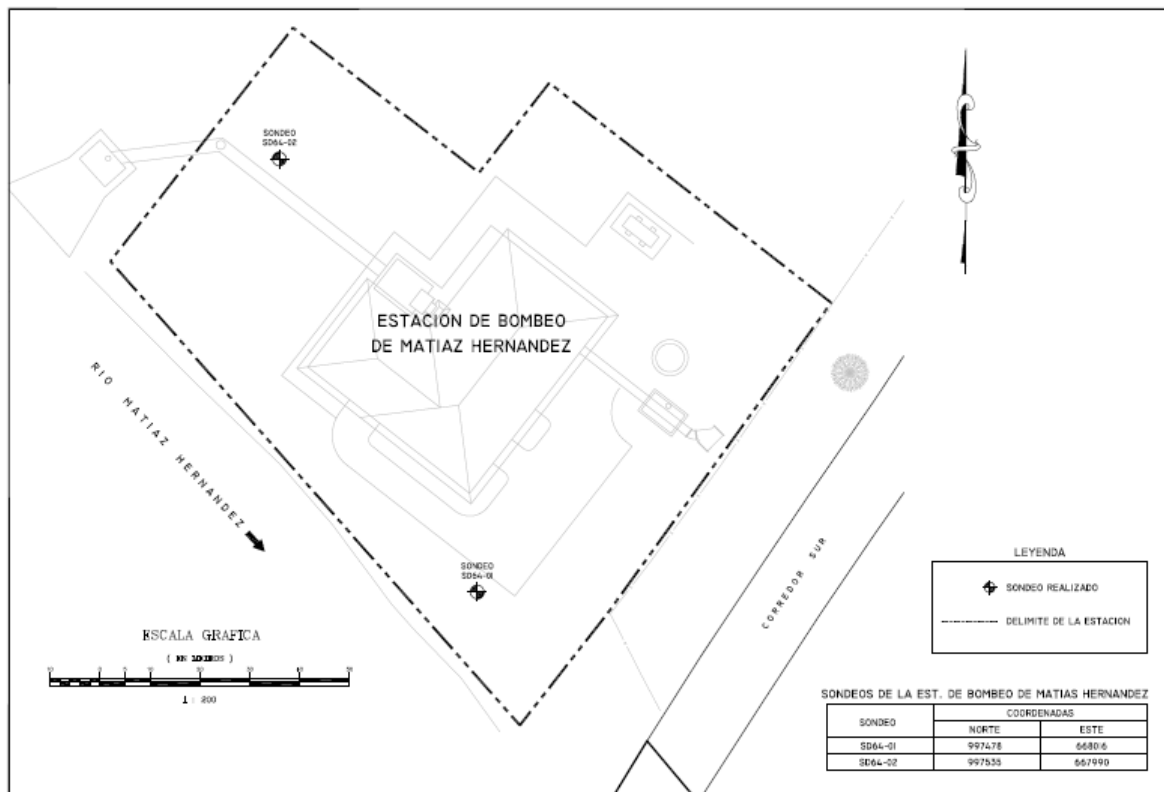 SONDEO
SD64-02
ESTACION DE BOMBEO
DE MATIAZ HERNANDEZ
RIO MATIAZ HERNANDEZ
SONDEO
SD64-01
CORREDOR SUR
ESCALA GRAFICA
1 : 200
LEYENDA
SONDEO REALIZADO
DELIMITE DE LA ESTACION
SONDEOS DE LA EST. DE BOMBEO DE MATIAS HERNANDEZ
SONDEO COORDENADAS
NORTE ESTE
SD64-01 997478 668016
SD64-02 997535 667990